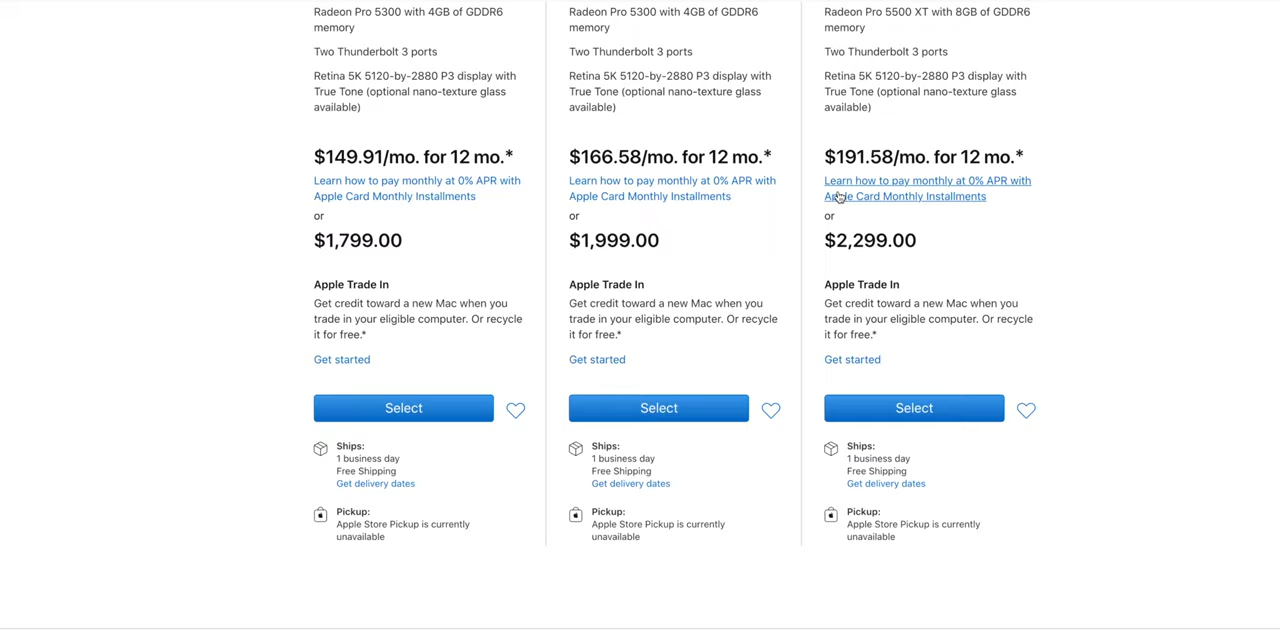 Radeon Pro 5300 with 4GB of GDDR6
memory
Two Thunderbolt 3 ports
Retina 5K 5120-by-2880 P3 display with
True Tone (optional nano-texture glass
available)
$149.91/mo. for 12 mo.*
Learn how to pay monthly at 0% APR with
Apple Card Monthly Installments
or
$1,799.00
Apple Trade In
Get credit toward a new Mac when you
trade in your eligible computer. Or recycle
it for free.*
Get started
Select
Ships:
1 business day
Free Shipping
Get delivery dates
Pickup:
Apple Store Pickup is currently
unavailable
Radeon Pro 5300 with 4GB of GDDR6
memory
Two Thunderbolt 3 ports
Retina 5K 5120-by-2880 P3 display with
True Tone (optional nano-texture glass
available)
$166.58/mo. for 12 mo.*
Learn how to pay monthly at 0% APR with
Apple Card Monthly Installments
or
$1,999.00
Apple Trade In
Get credit toward a new Mac when you
trade in your eligible computer. Or recycle
it for free.*
Get started
Select
Ships:
1 business day
Free Shipping
Get delivery dates
Pickup:
Apple Store Pickup is currently
unavailable
Radeon Pro 5500 XT with 8GB of GDDR6
memory
Two Thunderbolt 3 ports
Retina 5K 5120-by-2880 P3 display with
True Tone (optional nano-texture glass
available)
$191.58/mo. for 12 mo.*
Learn how to pay monthly at 0% APR with
Apple Card Monthly Installments
or
$2,299.00
Apple Trade In
Get credit toward a new Mac when you
trade in your eligible computer. Or recycle
it for free.*
Get started
Select
Ships:
1 business day
Free Shipping
Get delivery dates
Pickup:
Apple Store Pickup is currently
unavailable